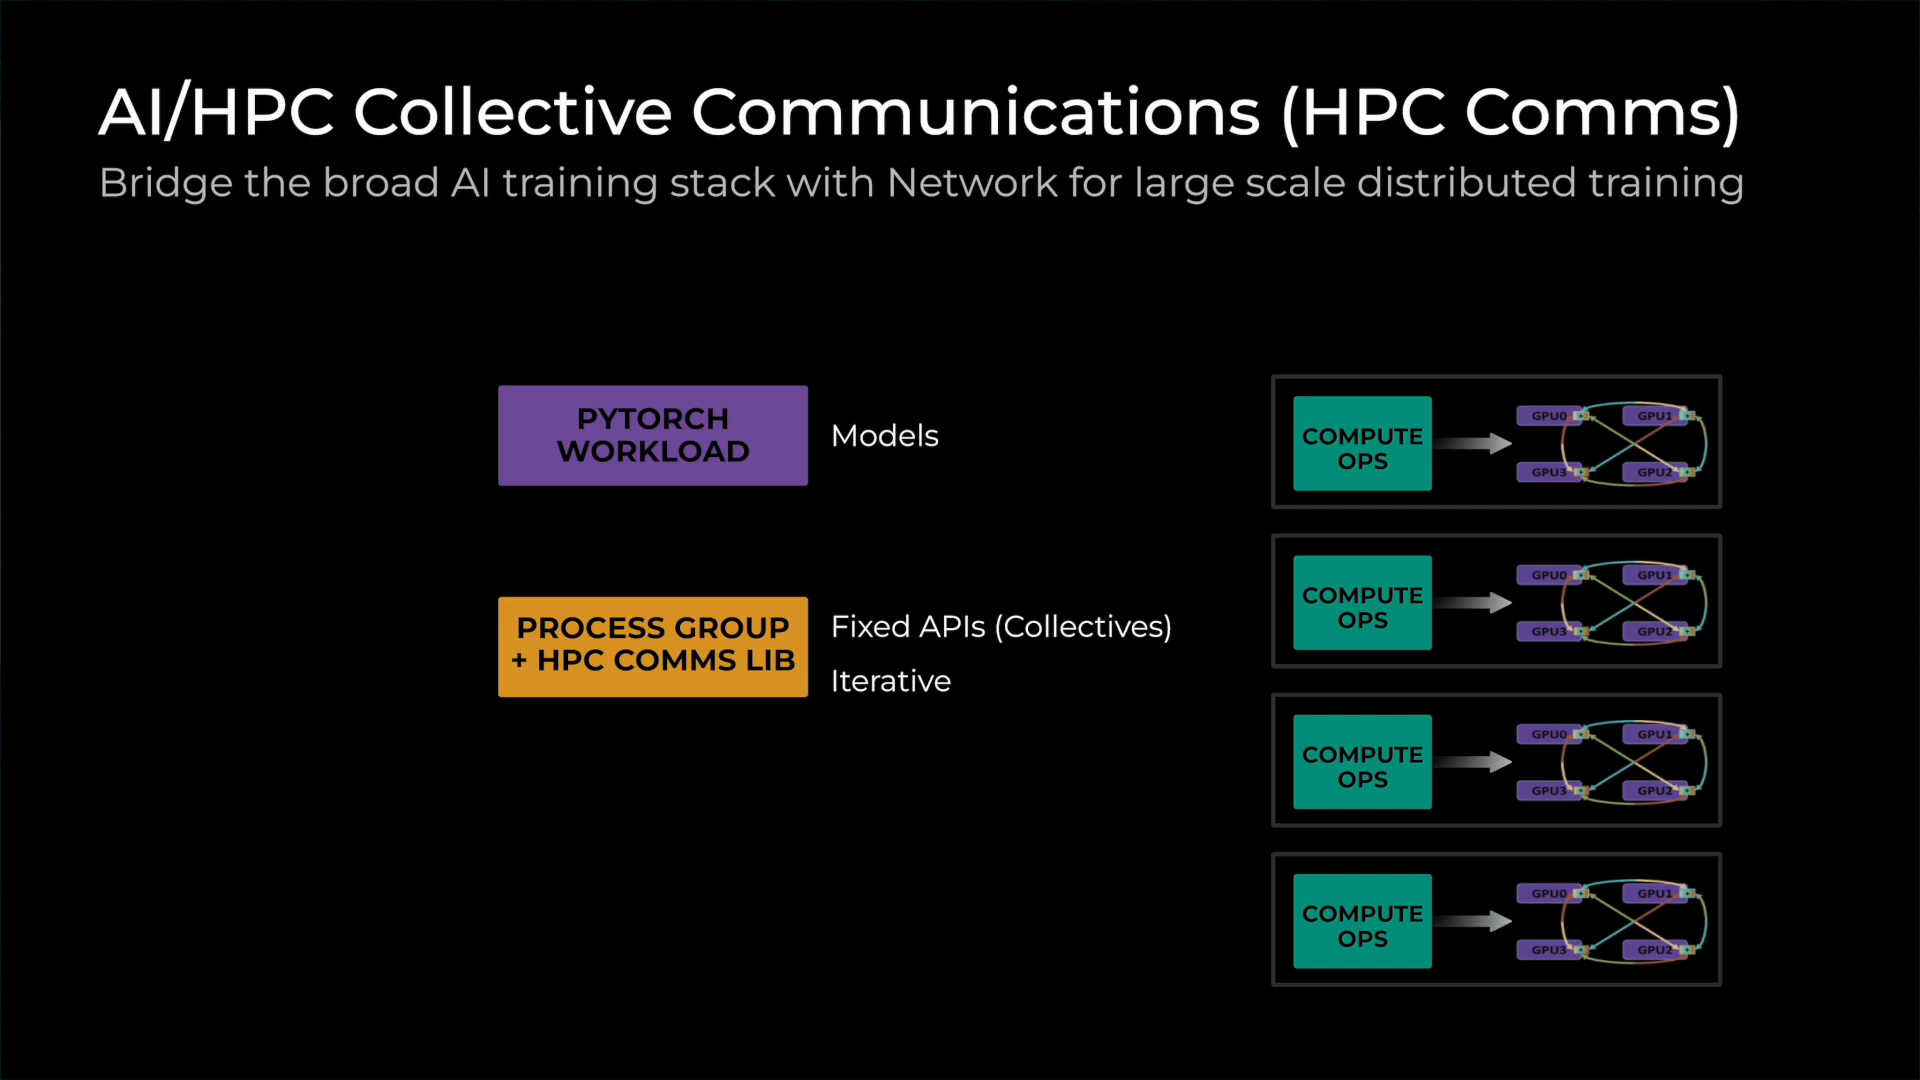 AI/HPC Collective Communications (HPC Comms)
Bridge the broad AI training stack with Network for large scale distributed training
PYTORCH
WORKLOAD
Models
PROCESS GROUP
+ HPC COMMS LIB
Fixed APIs (Collectives)
Iterative
COMPUTE
OPS
GPU0
GPU1
GPU3
GPU2
COMPUTE
OPS
GPU0
GPU1
GPU3
GPU2
COMPUTE
OPS
GPU0
GPU1
GPU3
GPU2
COMPUTE
OPS
GPU0
GPU1
GPU3
GPU2